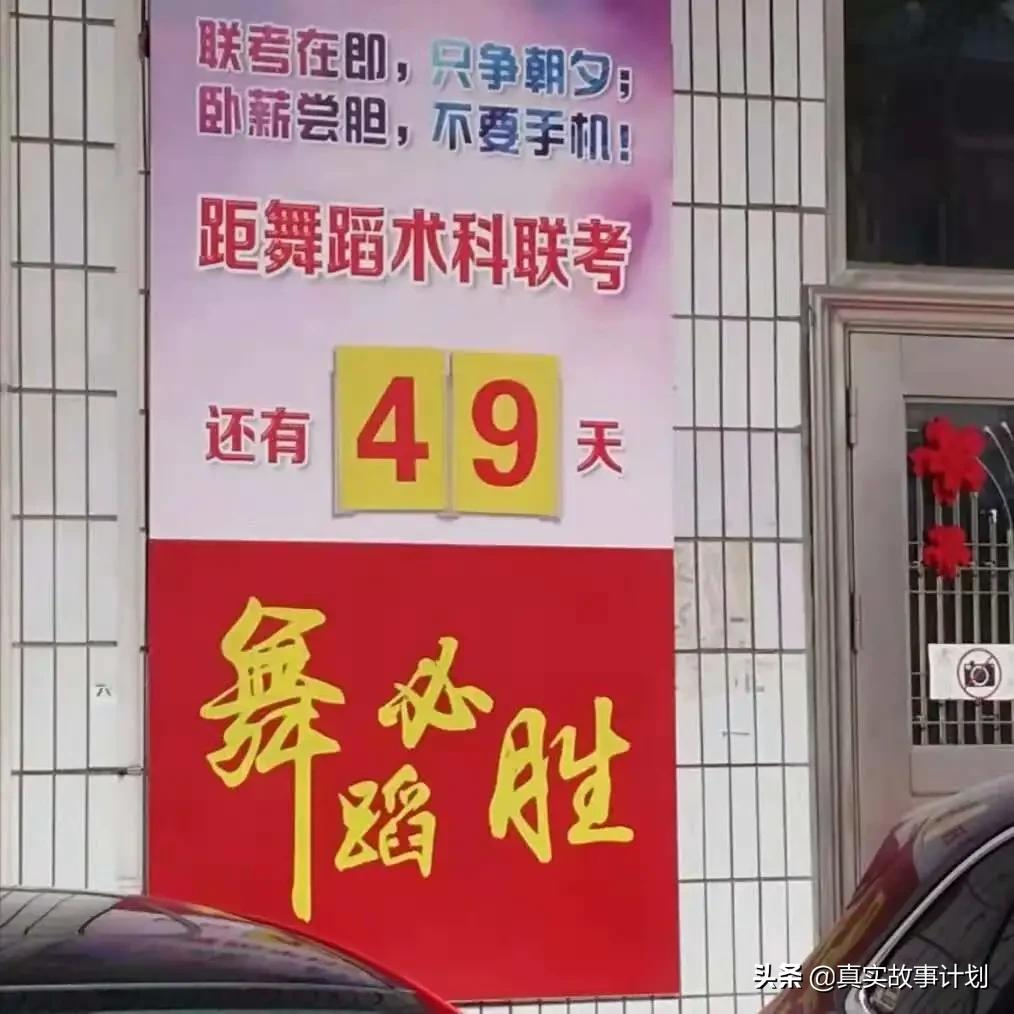 联考在即，只争朝夕；
卧薪尝胆，不要手机！
距舞蹈术科联考
还有49天
舞蹈必胜
六
头条 @真实故事计划